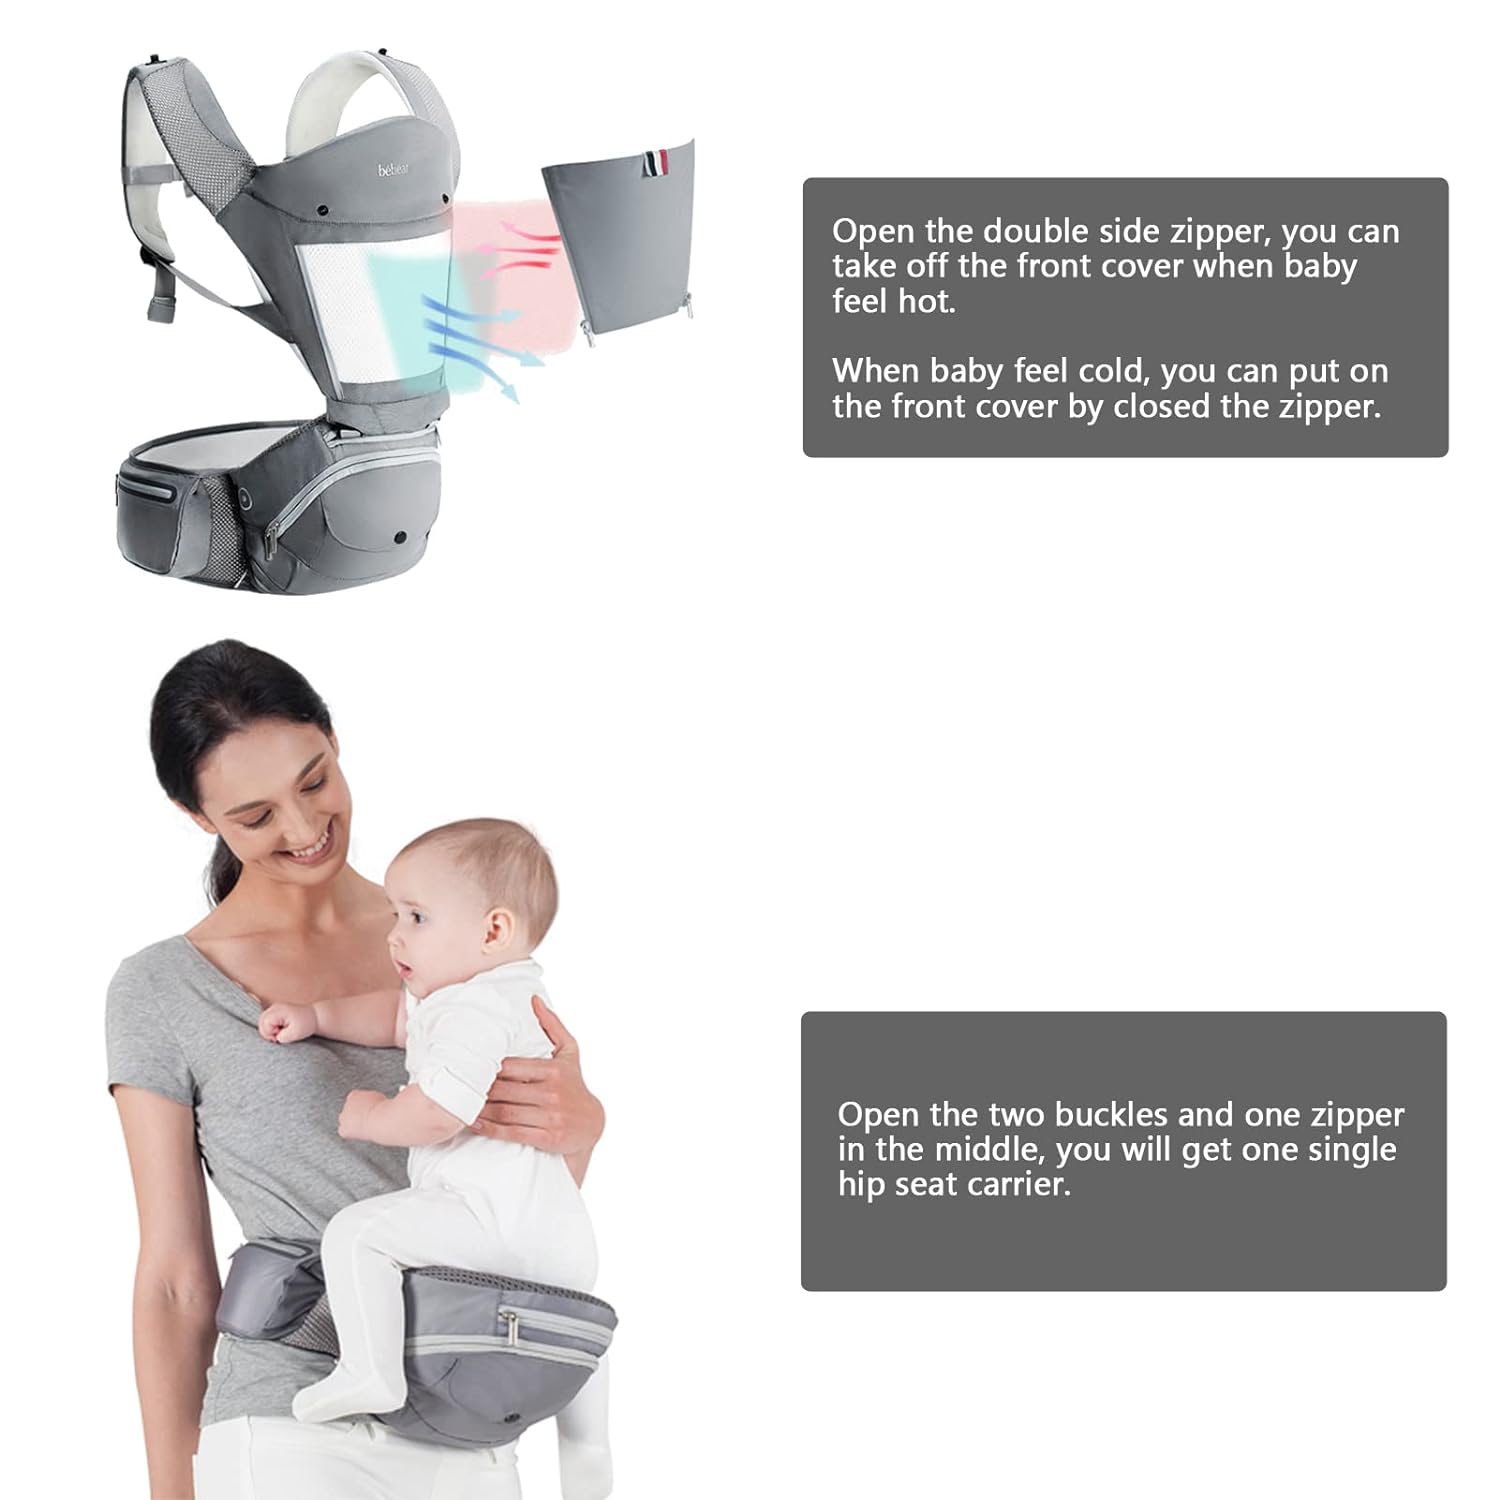 bebear
Open the double side zipper, you can
take off the front cover when baby
feel hot.
When baby feel cold, you can put on
the front cover by closed the zipper.
Open the two buckles and one zipper
in the middle, you will get one single
hip seat carrier.